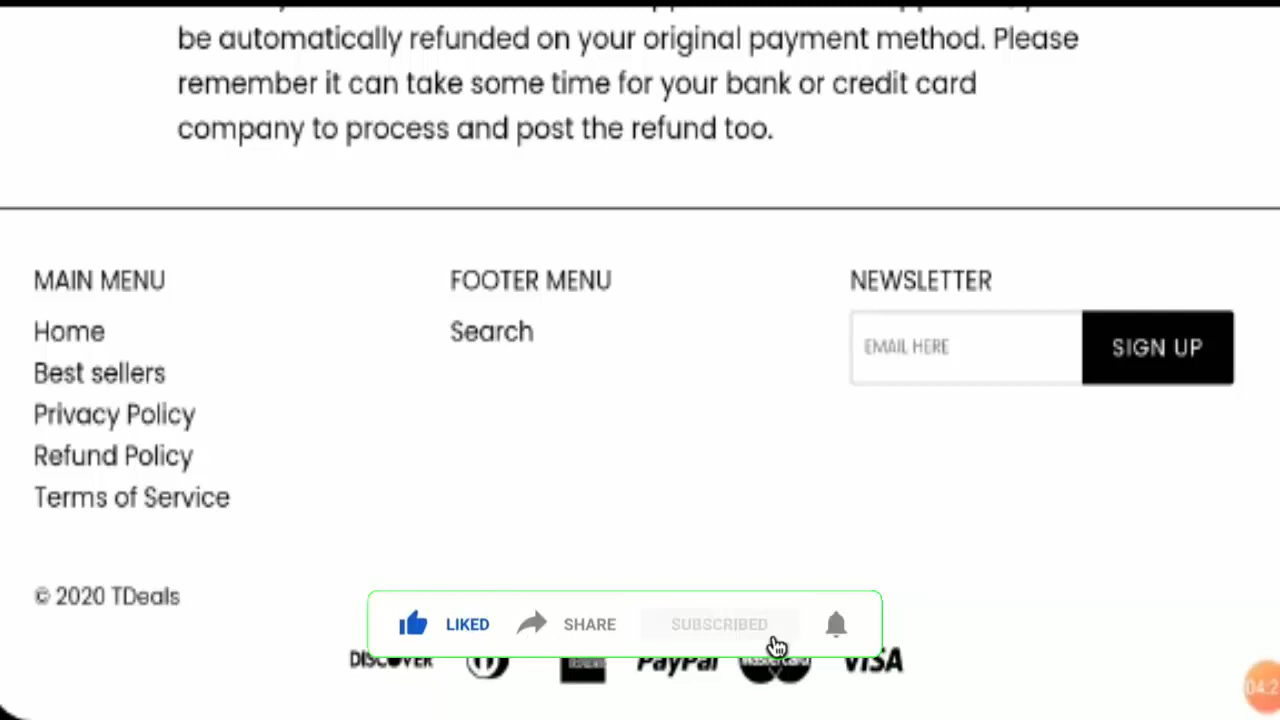 be automatically refunded on your original payment method. Please
remember it can take some time for your bank or credit card
company to process and post the refund too.
MAIN MENU
FOOTER MENU
NEWSLETTER
Home
Search
EMAIL HERE
SIGN UP
Best sellers
Privacy Policy
Refund Policy
Terms of Service
© 2020 TDeals
LIKED
SHARE
SUBSCRIBED
DISCOVER
PayPal
VISA
04:2